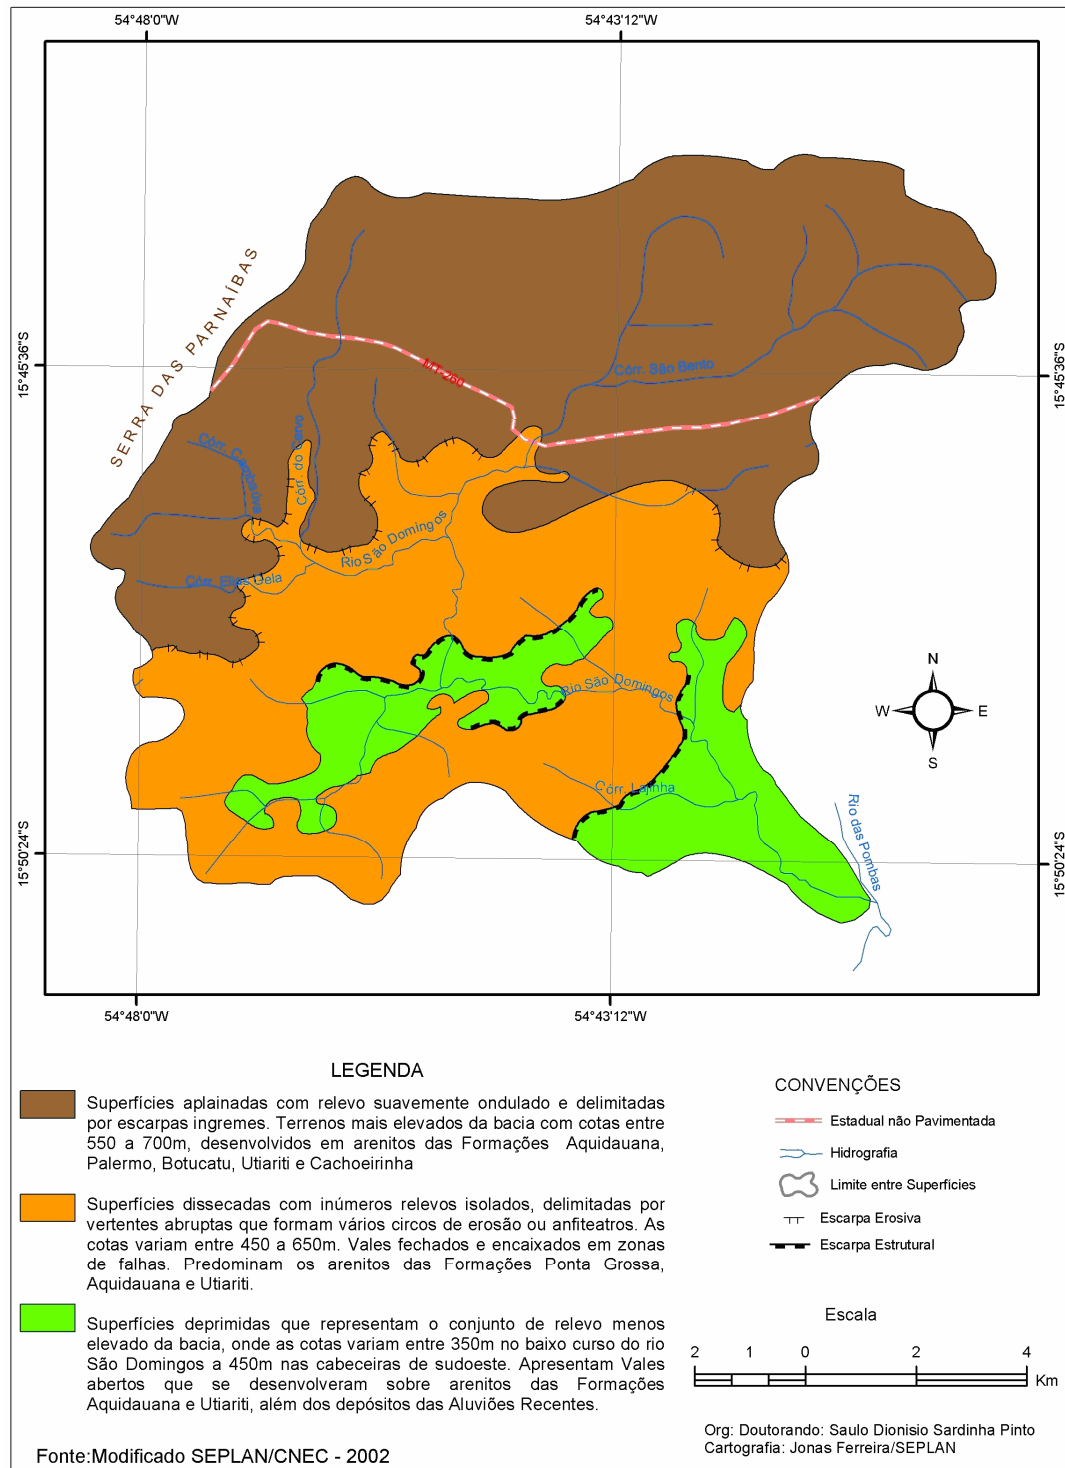 54°48'0"W
54°43'12"W
SERRA DAS PARNAÍBAS
15°45'36"S
15°45'36"S
MT-260
Córr. São Bento
Córr. do Cervo
Rio São Domingos
Córr. Elias Gela
Rio São Domingos
Córr. Lajinha
Rio das Pombas
N
W
E
S
15°50'24"S
15°50'24"S
54°48'0"W
54°43'12"W
LEGENDA
Superfícies aplainadas com relevo suavemente ondulado e delimitadas
por escarpas ingremes. Terrenos mais elevados da bacia com cotas entre
550 a 700m, desenvolvidos em arenitos das Formações Aquidauana,
Palermo, Botucatu, Utiariti e Cachoeirinha
Superfícies dissecadas com inúmeros relevos isolados, delimitadas por
vertentes abruptas que formam vários circos de erosão ou anfiteatros. As
cotas variam entre 450 a 650m. Vales fechados e encaixados em zonas
de falhas. Predominam os arenitos das Formações Ponta Grossa,
Aquidauana e Utiariti.
Superfícies deprimidas que representam o conjunto de relevo menos
elevado da bacia, onde as cotas variam entre 350m no baixo curso do rio
São Domingos a 450m nas cabeceiras de sudoeste. Apresentam Vales
abertos que se desenvolveram sobre arenitos das Formações
Aquidauana e Utiariti, além dos depósitos das Aluviões Recentes.
CONVENÇÕES
Estadual não Pavimentada
Hidrografia
Limite entre Superficies
Escarpa Erosiva
Escarpa Estrutural
Escala
2 1 0 2 4
Km
Org: Doutorando: Saulo Dionisio Sardinha Pinto
Cartografia: Jonas Ferreira/SEPLAN
Fonte:Modificado SEPLAN/CNEC - 2002